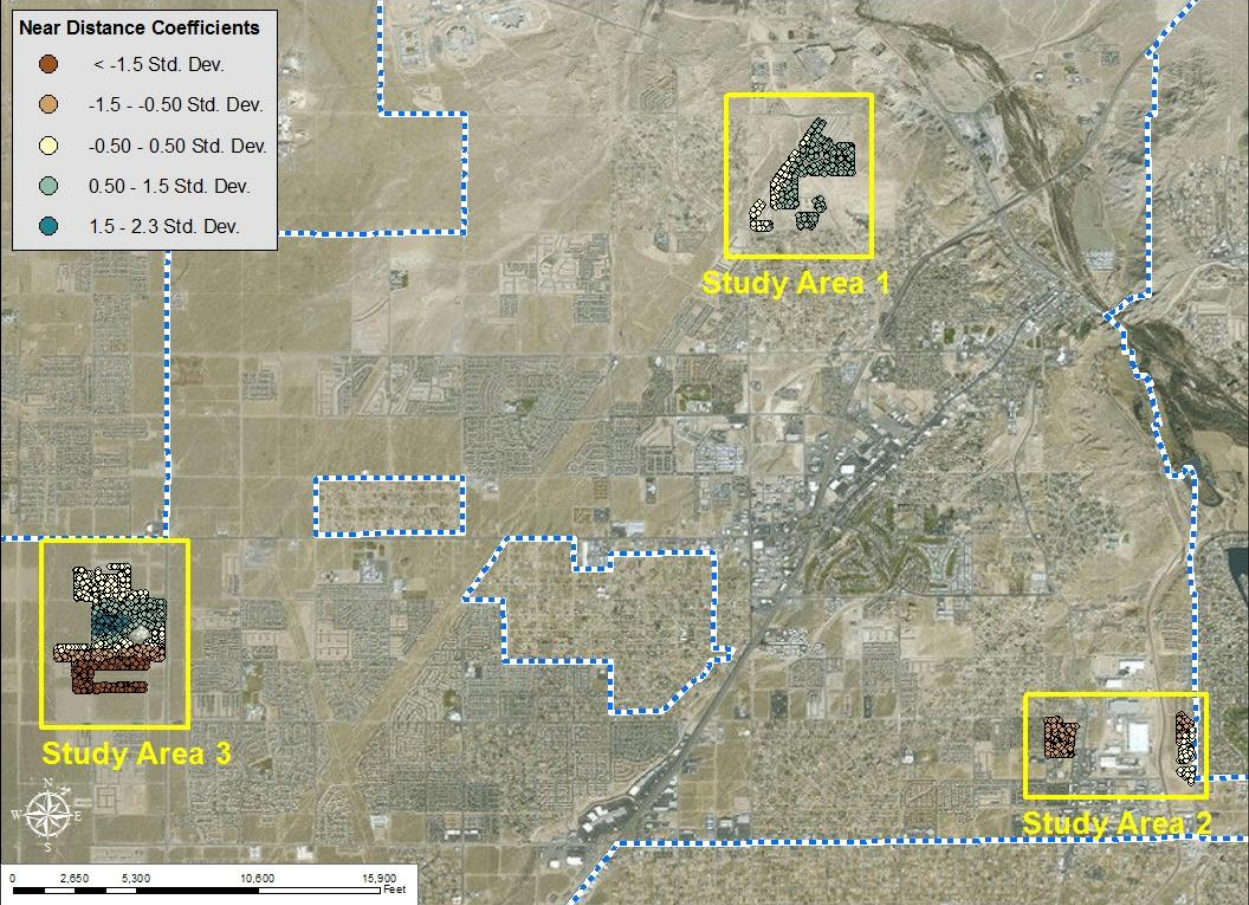 Near Distance Coefficients
< -1.5 Std. Dev.
-1.5 - -0.50 Std. Dev.
-0.50 - 0.50 Std. Dev.
0.50 - 1.5 Std. Dev.
1.5 - 2.3 Std. Dev.
Study Area 1
Study Area 3
Study Area 2
N
W E
S
0 2,650 5,300 10,600 15,900
Feet